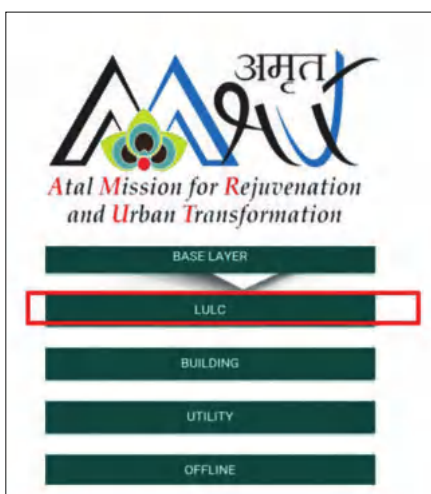 अमृत
Atal Mission for Rejuvenation
and Urban Transformation
BASE LAYER
LULC
BUILDING
UTILITY
OFFLINE